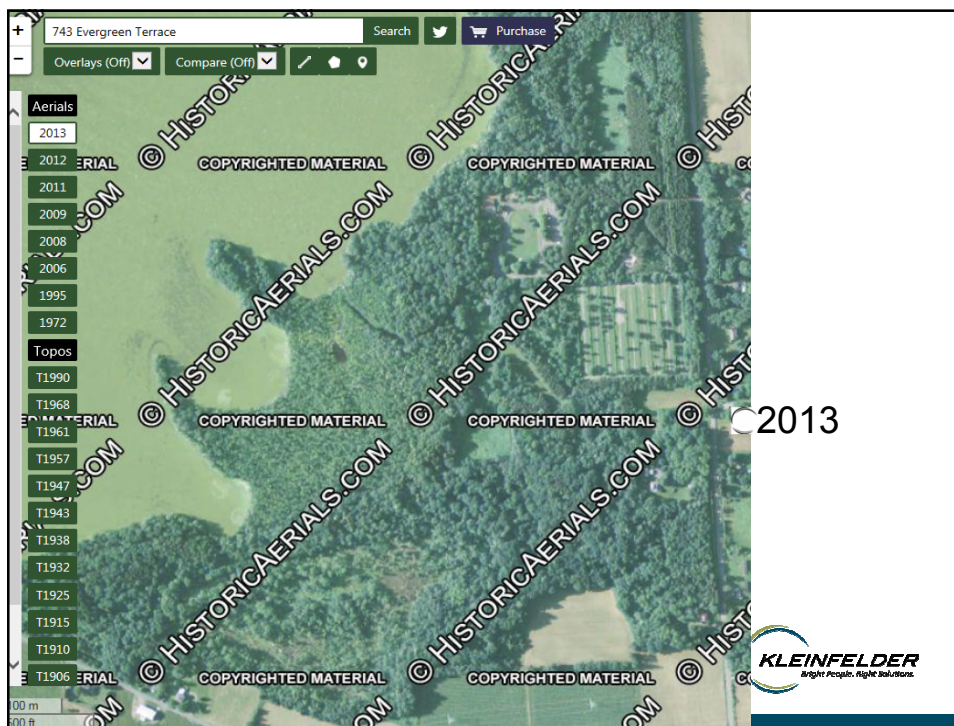 +
743 Evergreen Terrace
Search
Purchase
−
Overlays (Off)
Compare (Off)
Aerials
2013
2012
2011
2009
2008
2006
1995
1972
Topos
T1990
T1968
T1961
T1957
T1947
T1943
T1938
T1932
T1925
T1915
T1910
T1906
100 m
500 ft
© HISTORICAERIALS.COM
COPYRIGHTED MATERIAL
COPYRIGHTED MATERIAL
© HISTORICAERIALS.COM
© HISTORICAERIALS.COM
COPYRIGHTED MATERIAL
COPYRIGHTED MATERIAL
© HISTORICAERIALS.COM
© HISTORICAERIALS.COM
COPYRIGHTED MATERIAL
COPYRIGHTED MATERIAL
2013
KLEINFELDER
Bright People. Right Solutions.